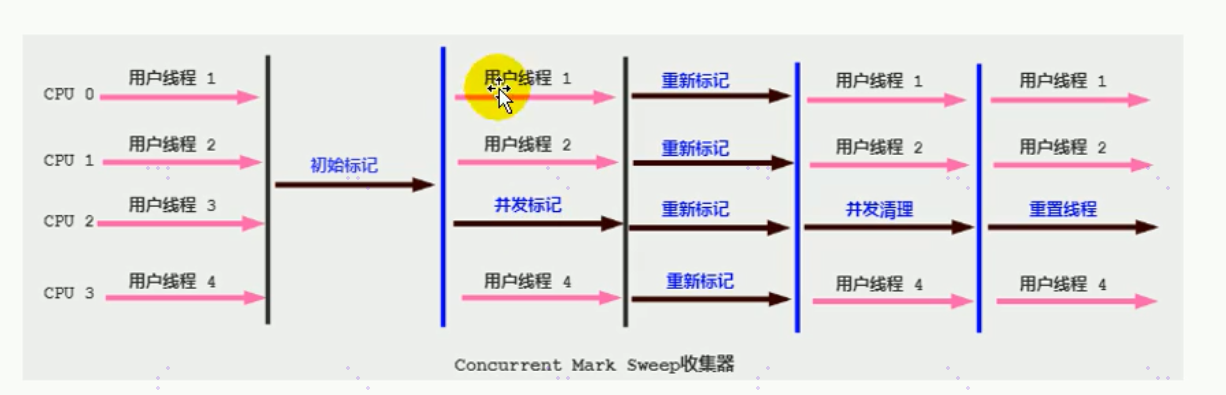 用户线程 1 用户线程 1 重新标记 用户线程 1 用户线程 1
CPU 0
用户线程 2 用户线程 2 重新标记 用户线程 2 用户线程 2
CPU 1
初始标记
用户线程 3 并发标记 重新标记 并发清理 重置线程
CPU 2
用户线程 4 用户线程 4 重新标记 用户线程 4 用户线程 4
CPU 3
Concurrent Mark Sweep收集器